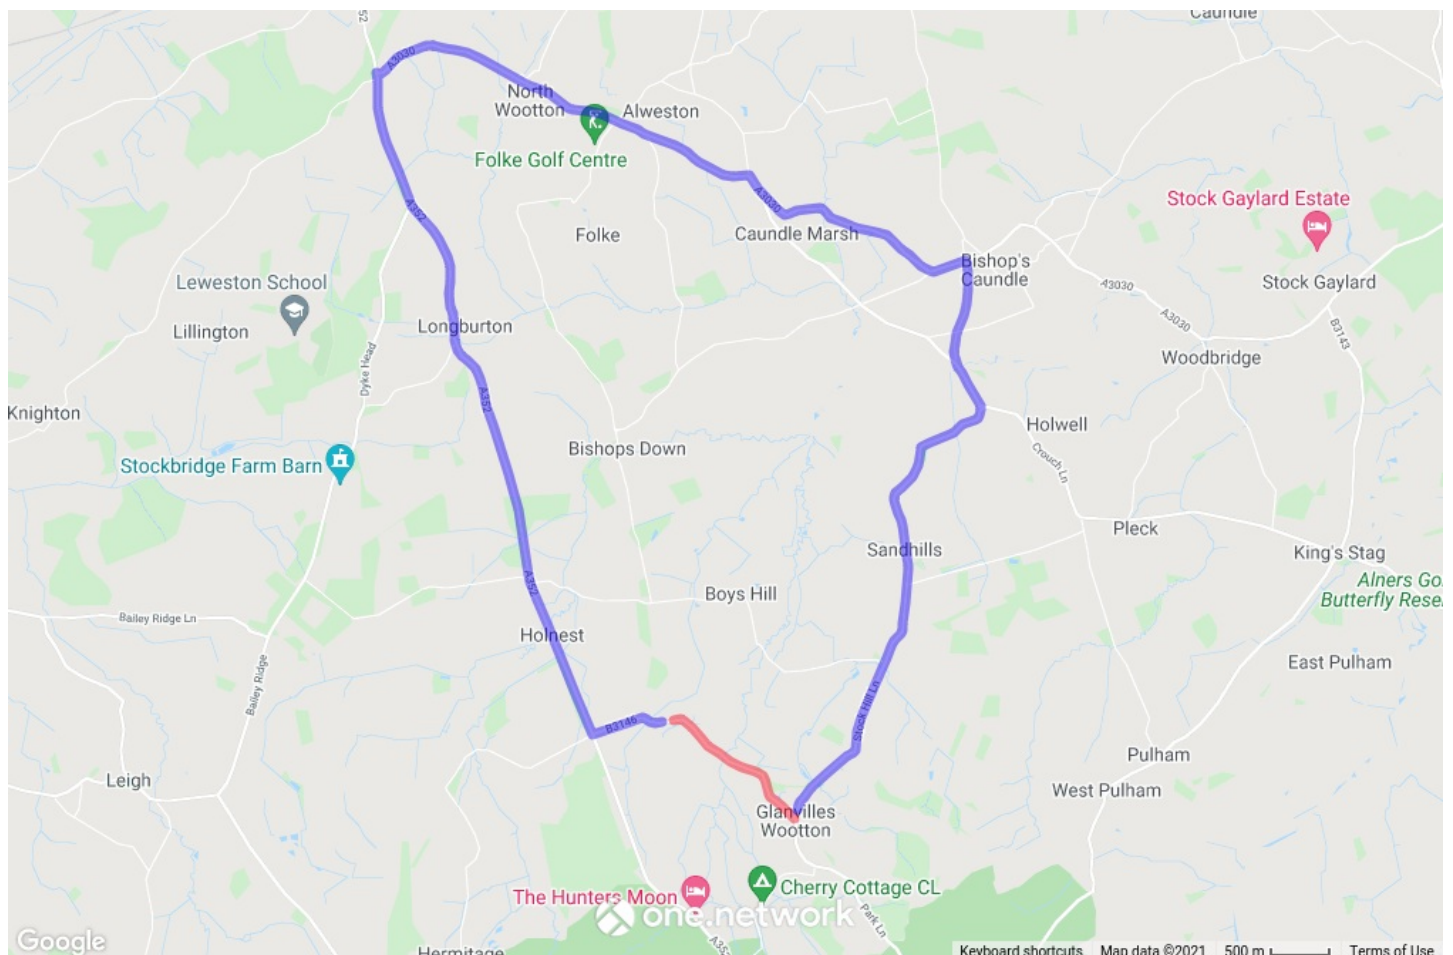 Caundle
52
A3030
North
Wootton
Alweston
Folke Golf Centre
A3030
Stock Gaylard Estate
A352
Folke
Caundle Marsh
Bishop's
Caundle
Leweston School
A3030
Stock Gaylard
Lillington
Longburton
A3030
B3143
Dyke Head
Woodbridge
A352
Knighton
Holwell
Bishops Down
Crouch Ln
Stockbridge Farm Barn
Pleck
Sandhills
King's Stag
A352
Boys Hill
Alners Go
Butterfly Rese
Bailey Ridge Ln
Holnest
East Pulham
Bailey Ridge
Stock Hill Ln
B3146
Pulham
Leigh
West Pulham
Glanvilles
Wootton
The Hunters Moon
Cherry Cottage CL
one.network
Park Ln
A352
Hermitage
Google
Keyboard shortcuts Map data ©2021 500 m Terms of Use